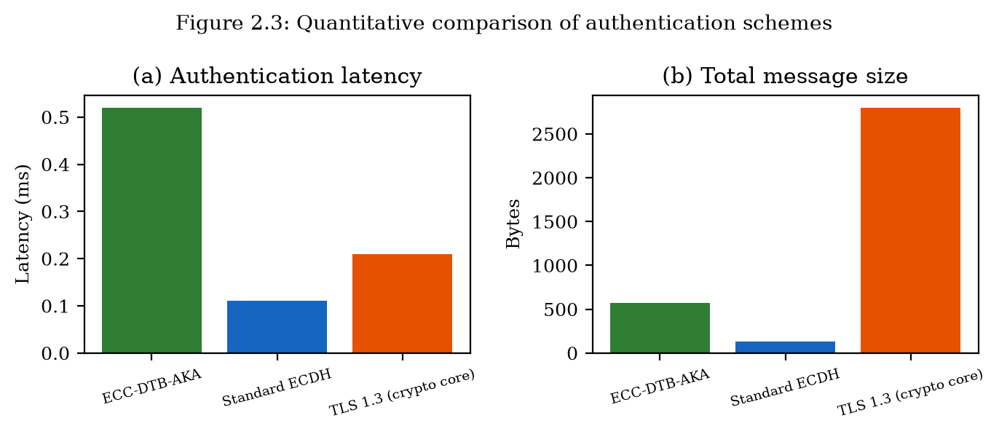 Figure 2.3: Quantitative comparison of authentication schemes
(a) Authentication latency
Latency (ms)
0.5
0.4
0.3
0.2
0.1
0.0
ECC-DTB-AKA
Standard ECDH
TLS 1.3 (crypto core)
(b) Total message size
Bytes
2500
2000
1500
1000
500
0
ECC-DTB-AKA
Standard ECDH
TLS 1.3 (crypto core)